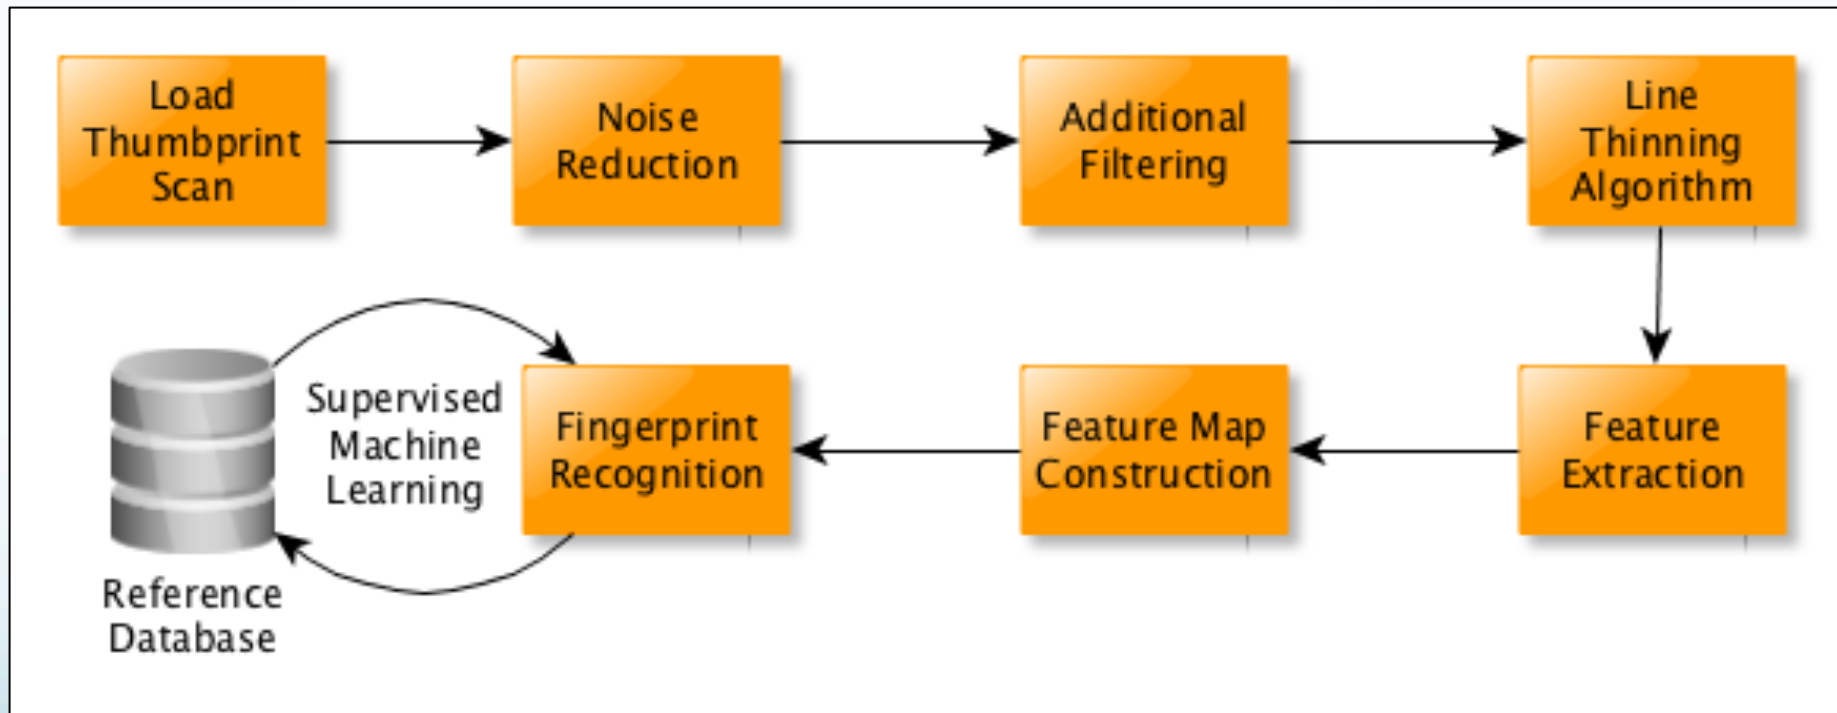 Load
Thumbprint
Scan
Noise
Reduction
Additional
Filtering
Line
Thinning
Algorithm
Feature
Extraction
Feature Map
Construction
Fingerprint
Recognition
Supervised
Machine
Learning
Reference
Database